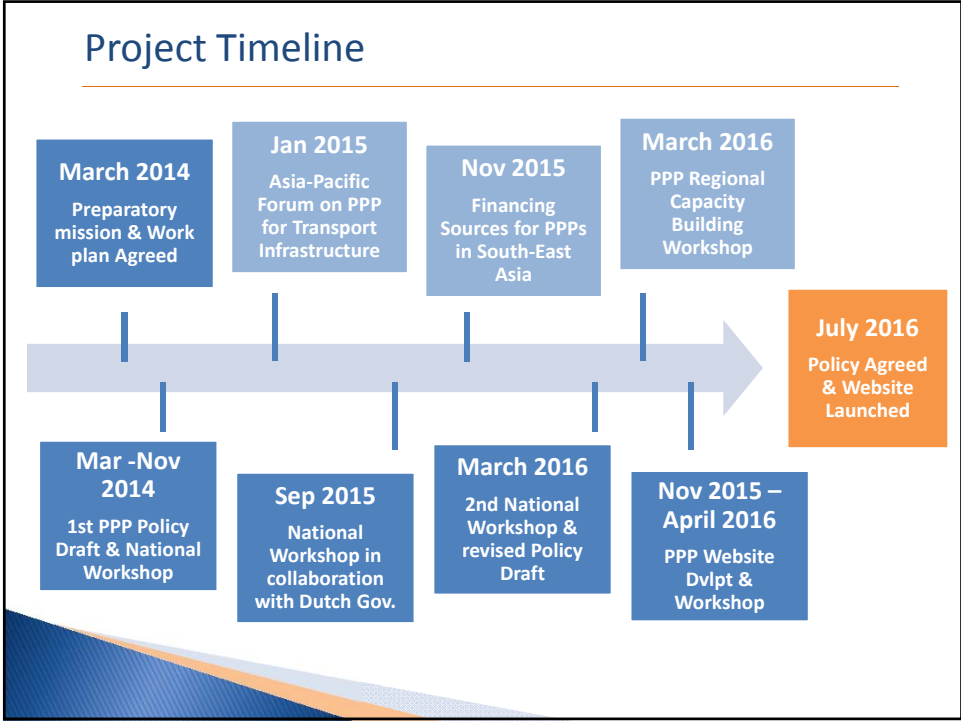 Project Timeline
March 2014
Preparatory
mission & Work
plan Agreed
Jan 2015
Asia-Pacific
Forum on PPP
for Transport
Infrastructure
Nov 2015
Financing
Sources for PPPs
in South-East
Asia
March 2016
PPP Regional
Capacity
Building
Workshop
July 2016
Policy Agreed
& Website
Launched
Mar -Nov
2014
1st PPP Policy
Draft & National
Workshop
Sep 2015
National
Workshop in
collaboration
with Dutch Gov.
March 2016
2nd National
Workshop &
revised Policy
Draft
Nov 2015 –
April 2016
PPP Website
Dvlpt &
Workshop